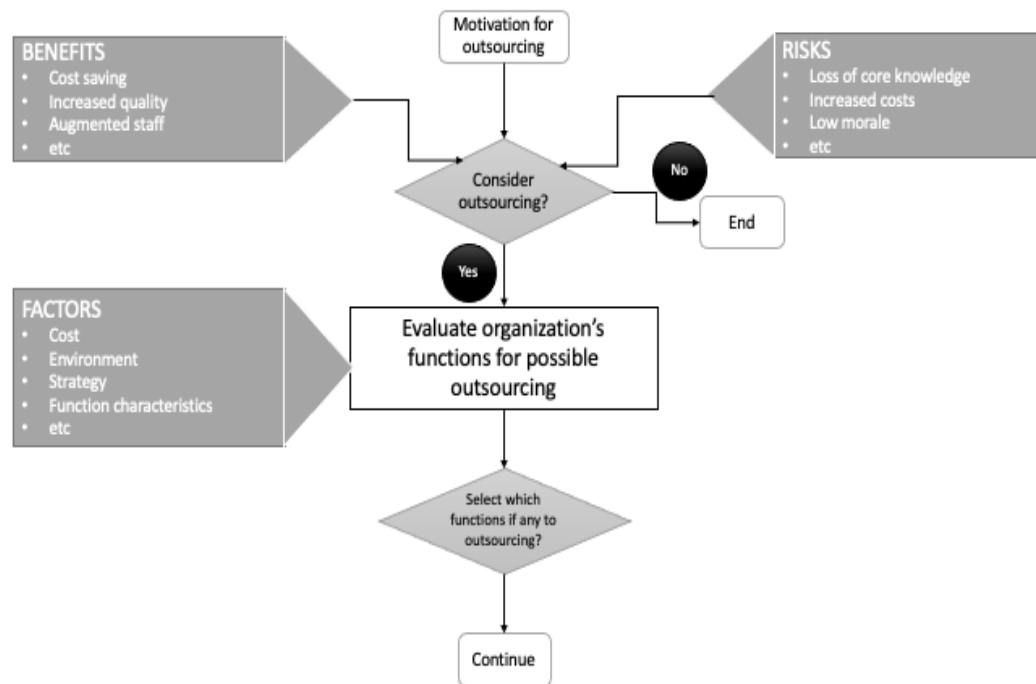 Motivation for
outsourcing
BENEFITS
• Cost saving
• Increased quality
• Augmented staff
• etc
RISKS
• Loss of core knowledge
• Increased costs
• Low morale
• etc
Consider
outsourcing?
No
End
Yes
FACTORS
• Cost
• Environment
• Strategy
• Function characteristics
• etc
Evaluate organization's
functions for possible
outsourcing
Select which
functions if any to
outsourcing?
Continue